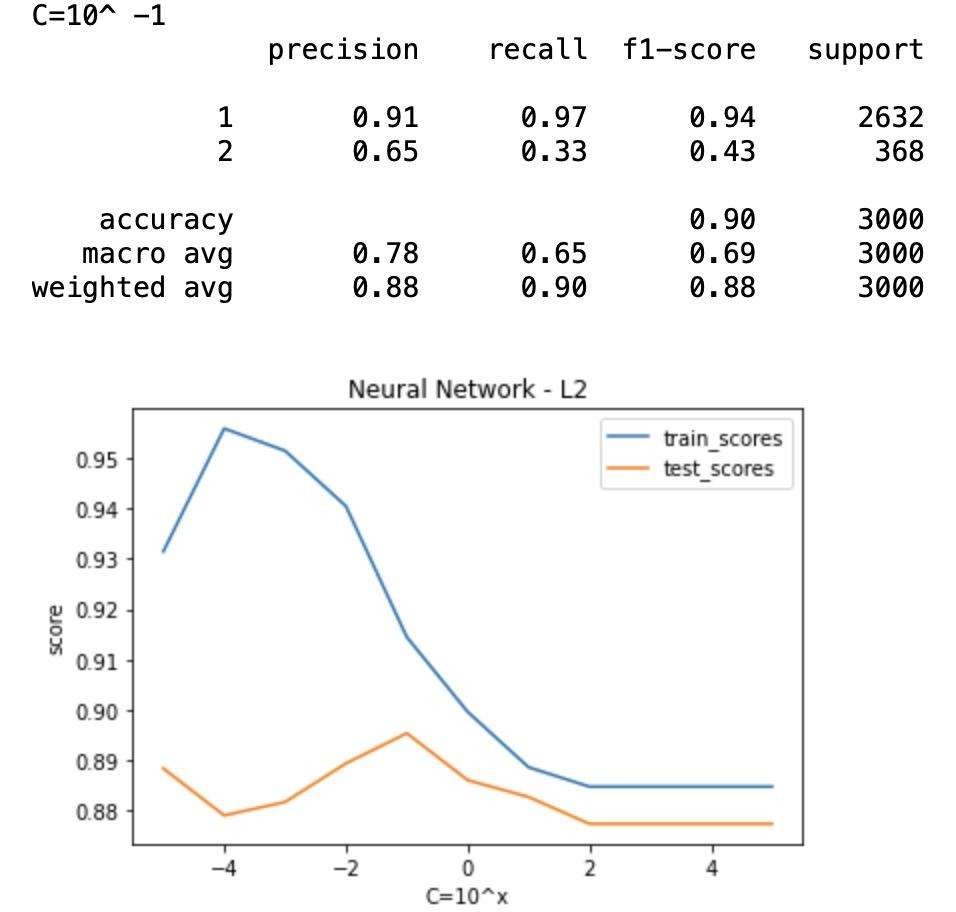 C=10^ -1
precision recall f1-score support
1 0.91 0.97 0.94 2632
2 0.65 0.33 0.43 368
accuracy 0.90 3000
macro avg 0.78 0.65 0.69 3000
weighted avg 0.88 0.90 0.88 3000
Neural Network - L2
train_scores
test_scores
0.95
0.94
0.93
0.92
0.91
0.90
0.89
0.88
score
−4 −2 0 2 4
C=10^x